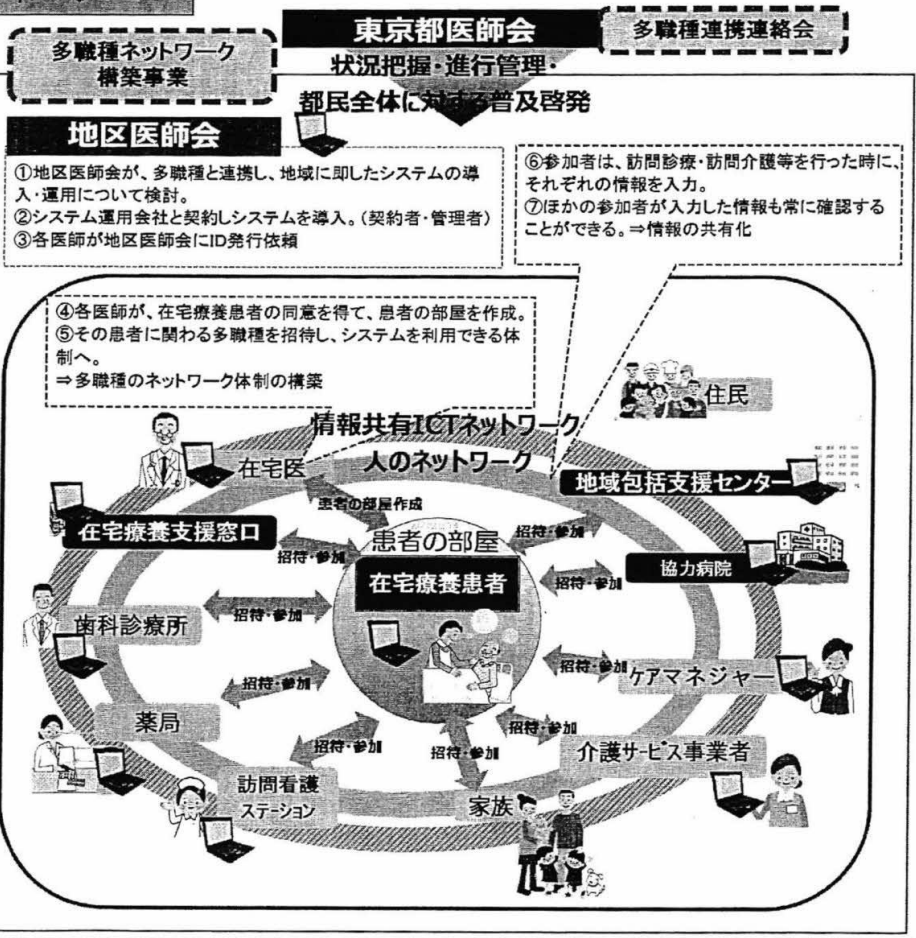 多職種ネットワーク
構築事業
東京都医師会
多職種連携連絡会
状況把握・進行管理・
都民全体に対する普及啓発
地区医師会
①地区医師会が、多職種と連携し、地域に即したシステムの導
入・運用について検討。
②システム運用会社と契約しシステムを導入。（契約者・管理者）
③各医師が地区医師会にID発行依頼
⑥参加者は、訪問診療・訪問介護等を行った時に、
それぞれの情報を入力。
⑦ほかの参加者が入力した情報も常に確認する
ことができる。⇒情報の共有化
④各医師が、在宅療養患者の同意を得て、患者の部屋を作成。
⑤その患者に関わる多職種を招待し、システムを利用できる体
制へ。
⇒多職種のネットワーク体制の構築
住民
情報共有ICTネットワーク
人のネットワーク
在宅医
地域包括支援センター
患者の部屋作成
在宅療養支援窓口
招待・参加
患者の部屋
招待・参加
在宅療養患者
協力病院
招待・参加
招待・参加
歯科診療所
招待・参加
ケアマネジャー
招待・参加
薬局
招待・参加
招待・参加
招待・参加
介護サービス事業者
訪問看護
ステーション
家族